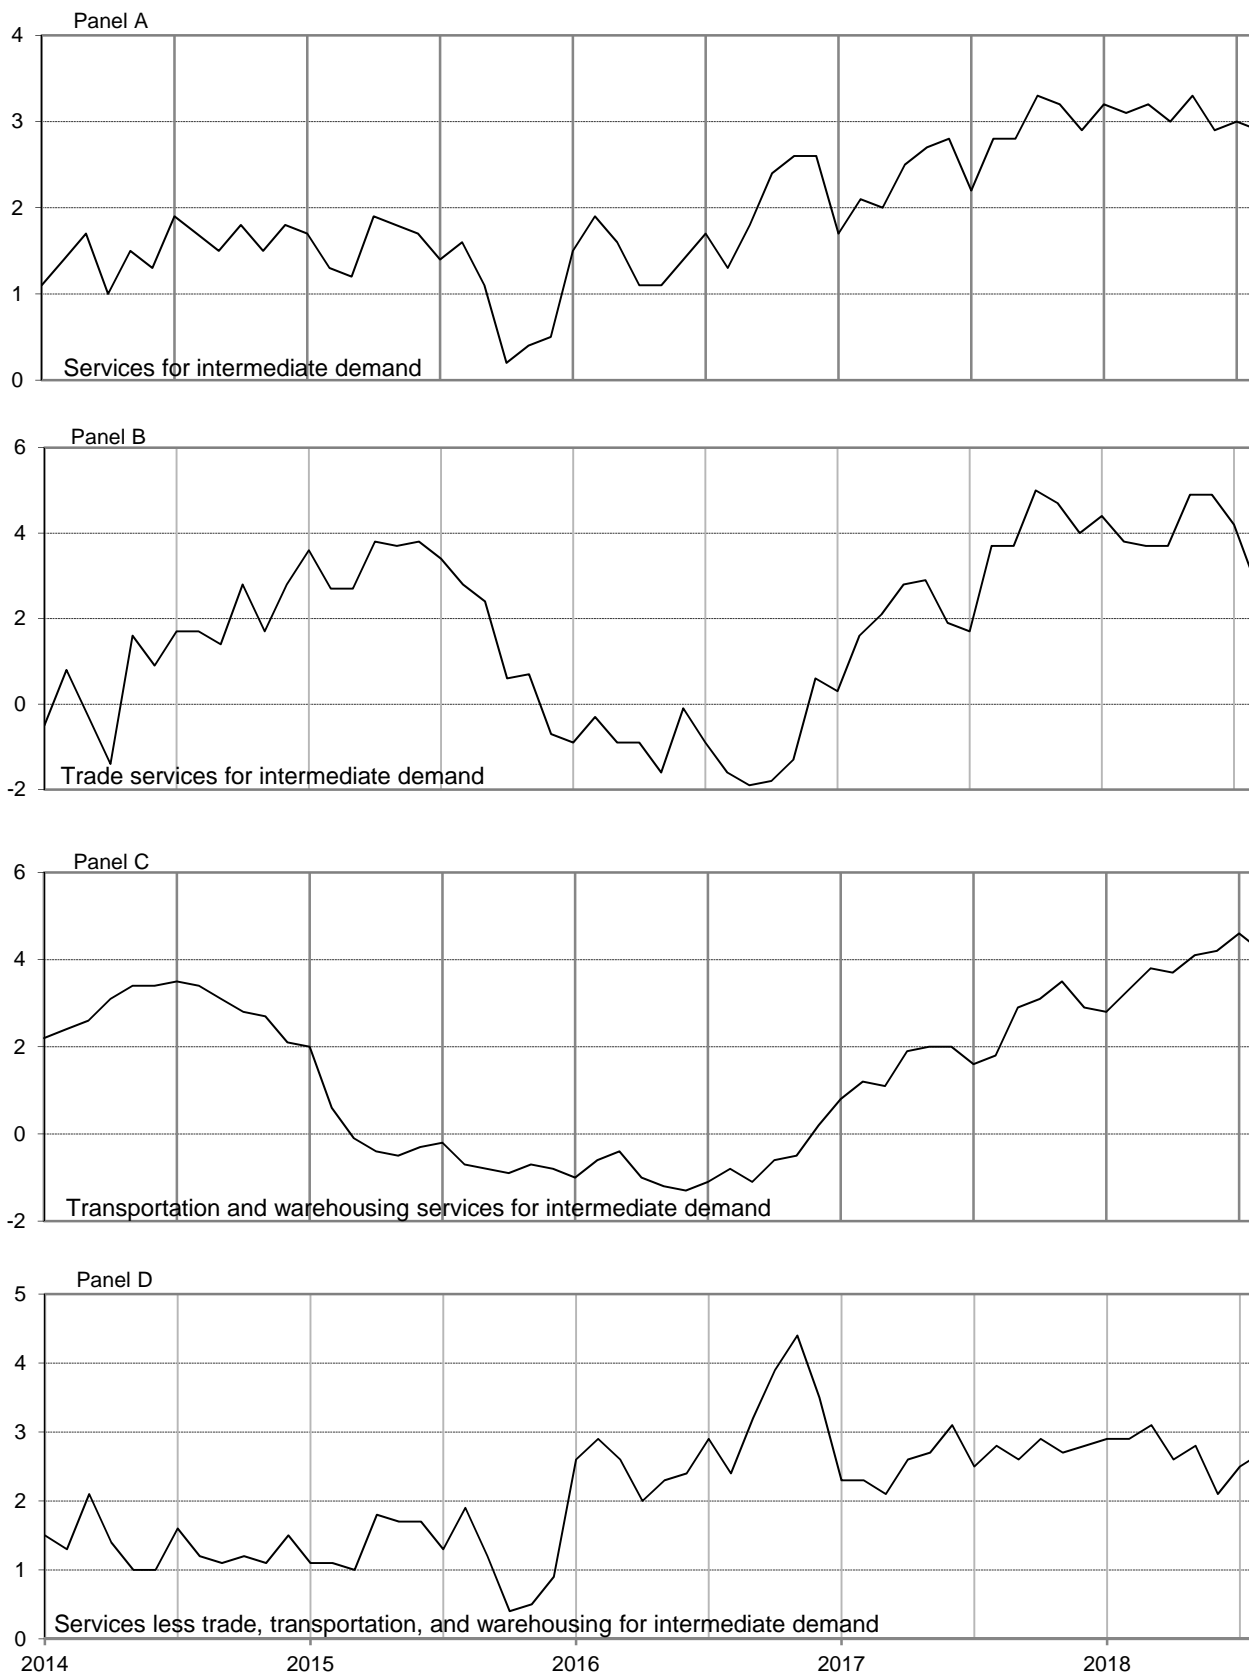 Panel A
4
3
2
1
0
Services for intermediate demand
Panel B
6
4
2
0
-2
Trade services for intermediate demand
Panel C
6
4
2
0
-2
Transportation and warehousing services for intermediate demand
Panel D
5
4
3
2
1
0
Services less trade, transportation, and warehousing for intermediate demand
2014 2015 2016 2017 2018